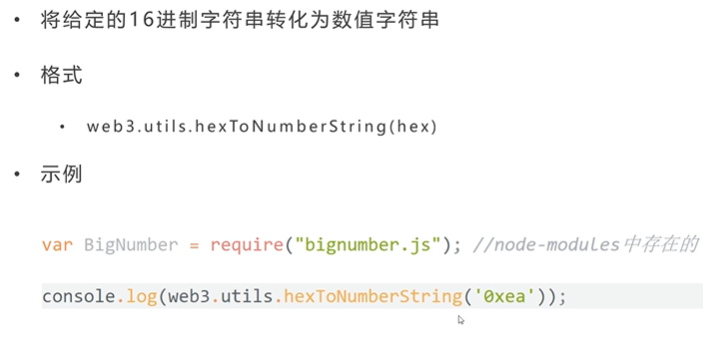 • 将给定的16进制字符串转化为数值字符串
• 格式
• web3.utils.hexToNumberString(hex)
• 示例
var BigNumber = require("bignumber.js"); //node-modules中存在的
console.log(web3.utils.hexToNumberString('0xea'));